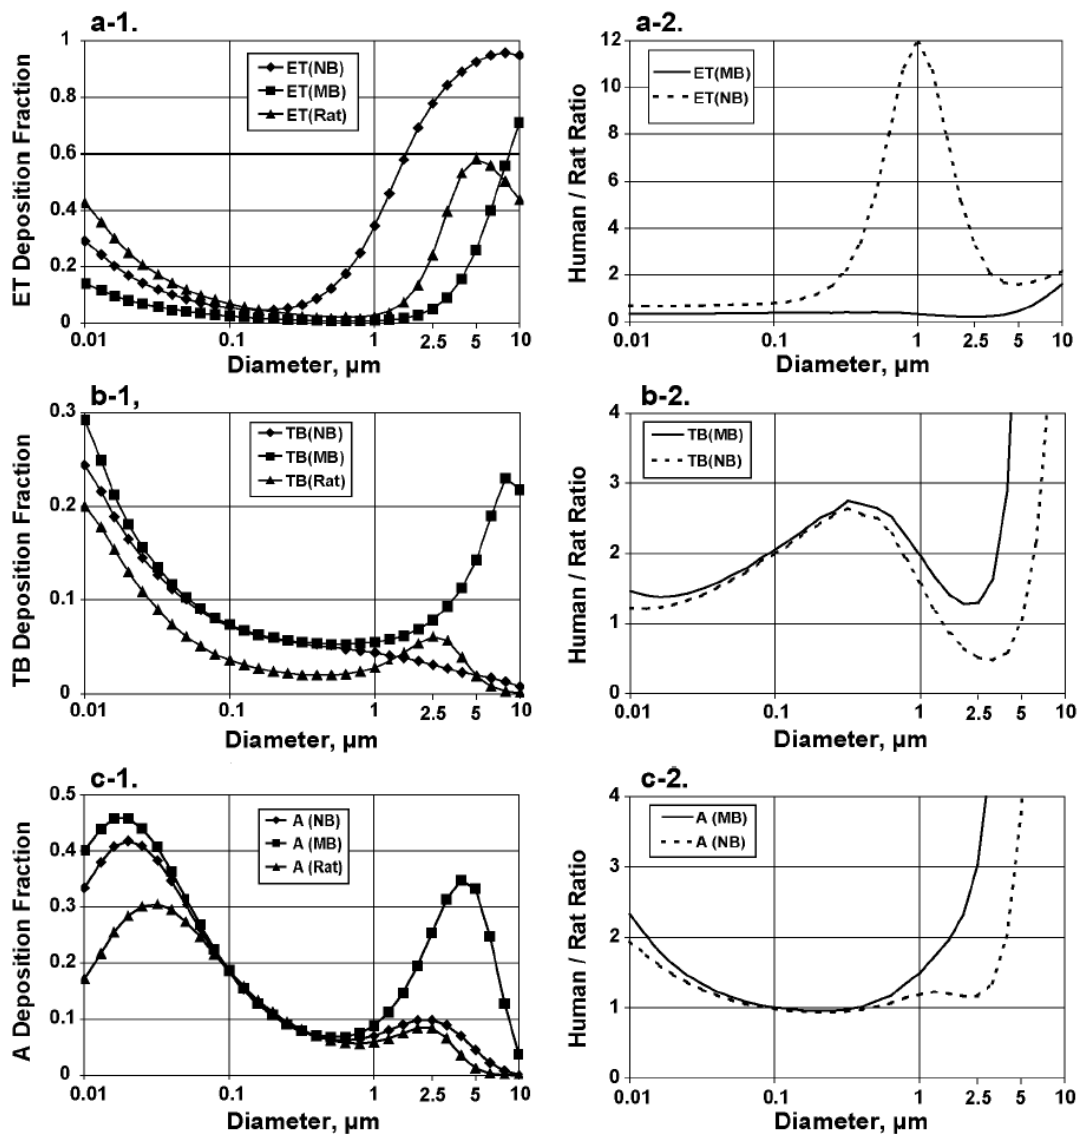 a-1.
ET Deposition Fraction
1
0.8
0.6
0.4
0.2
0
ET(NB)
ET(MB)
ET(Rat)
0.01 0.1 1 2.5 5 10
Diameter, µm
a-2.
Human / Rat Ratio
12
10
8
6
4
2
0
ET(MB)
ET(NB)
0.01 0.1 1 2.5 5 10
Diameter, µm
b-1,
TB Deposition Fraction
0.3
0.2
0.1
0
TB(NB)
TB(MB)
TB(Rat)
0.01 0.1 1 2.5 5 10
Diameter, µm
b-2.
Human / Rat Ratio
4
3
2
1
0
TB(MB)
TB(NB)
0.01 0.1 1 2.5 5 10
Diameter, µm
c-1.
A Deposition Fraction
0.5
0.4
0.3
0.2
0.1
0
A (NB)
A (MB)
A (Rat)
0.01 0.1 1 2.5 5 10
Diameter, µm
c-2.
Human / Rat Ratio
4
3
2
1
0
A (MB)
A (NB)
0.01 0.1 1 2.5 5 10
Diameter, µm